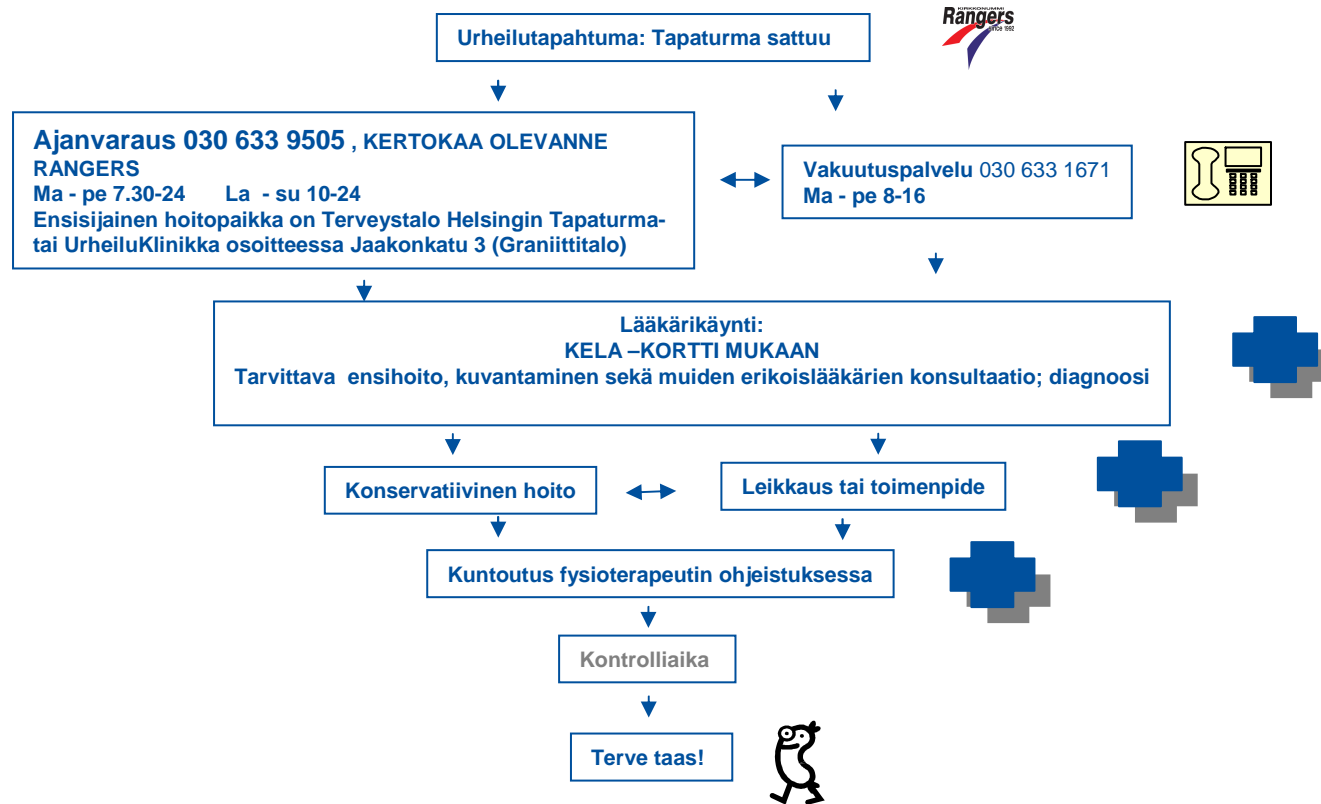 KIRKKONUMMI
Rangers
since 1992
Urheilutapahtuma: Tapaturma sattuu
Ajanvaraus 030 633 9505 , KERTOKAA OLEVANNE
RANGERS
Ma - pe 7.30-24 La - su 10-24
Ensisijainen hoitopaikka on Terveystalo Helsingin Tapaturma-
tai UrheiluKlinikka osoitteessa Jaakonkatu 3 (Graniittitalo)
Vakuutuspalvelu 030 633 1671
Ma - pe 8-16
Lääkärikäynti:
KELA –KORTTI MUKAAN
Tarvittava ensihoito, kuvantaminen sekä muiden erikoislääkärien konsultaatio; diagnoosi
Konservatiivinen hoito
Leikkaus tai toimenpide
Kuntoutus fysioterapeutin ohjeistuksessa
Kontrolliaika
Terve taas!